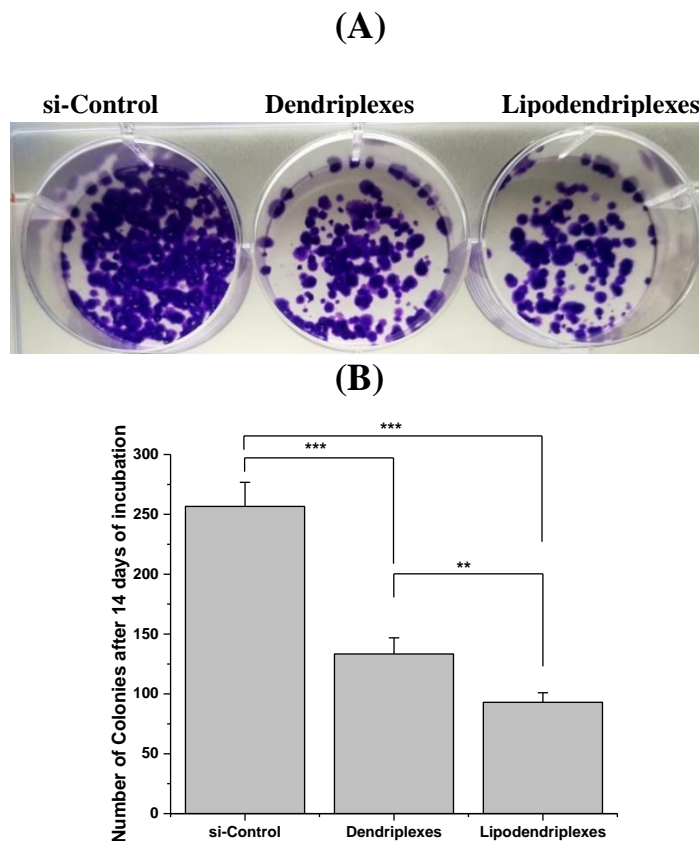 (A)
si-Control Dendriplexes Lipodendriplexes
(B)
Number of Colonies after 14 days of incubation
300
250
200
150
100
50
0
***
***
**
si-Control Dendriplexes Lipodendriplexes